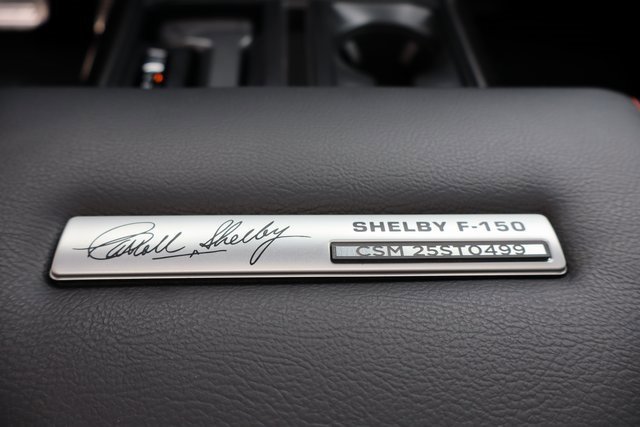 Carroll Shelby
SHELBY F-150
CSM 25ST0499